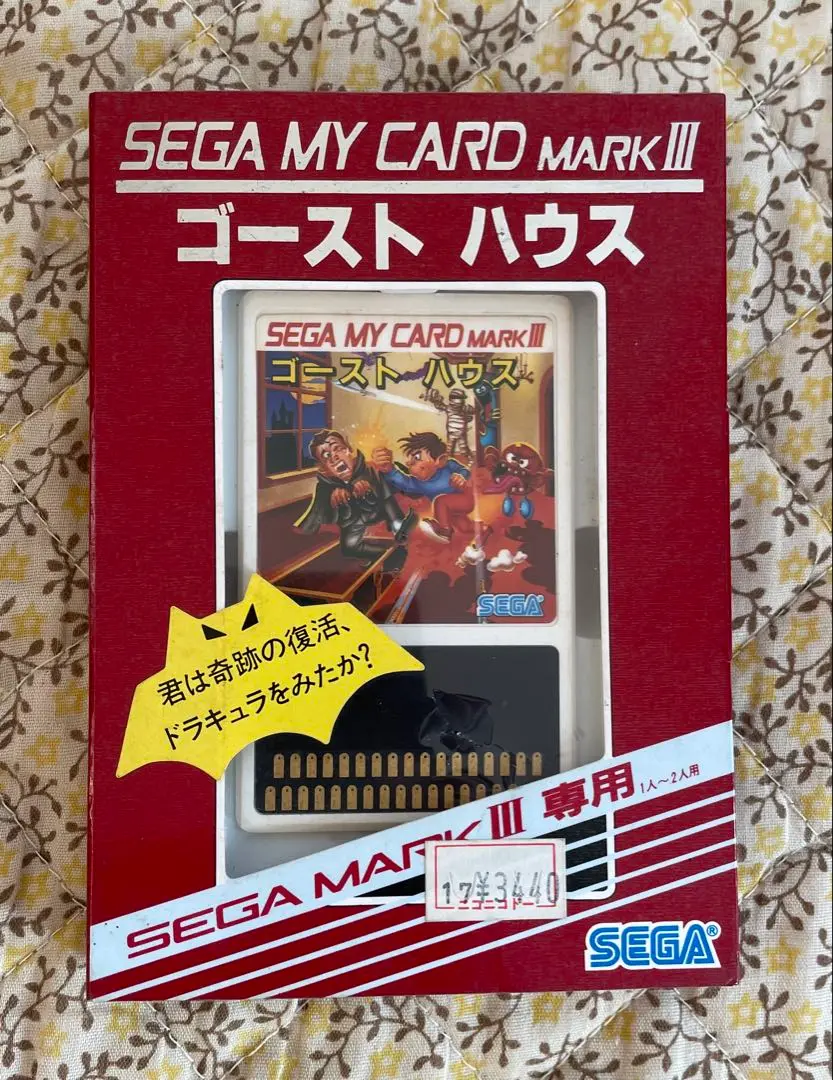 SEGA MY CARD MARK III
ゴースト ハウス
SEGA MY CARD MARK III
ゴースト ハウス
SEGA
君は奇跡の復活、
ドラキュラをみたか?
SEGA MARK III 専用 1人~2人用
17¥3440
SEGA®